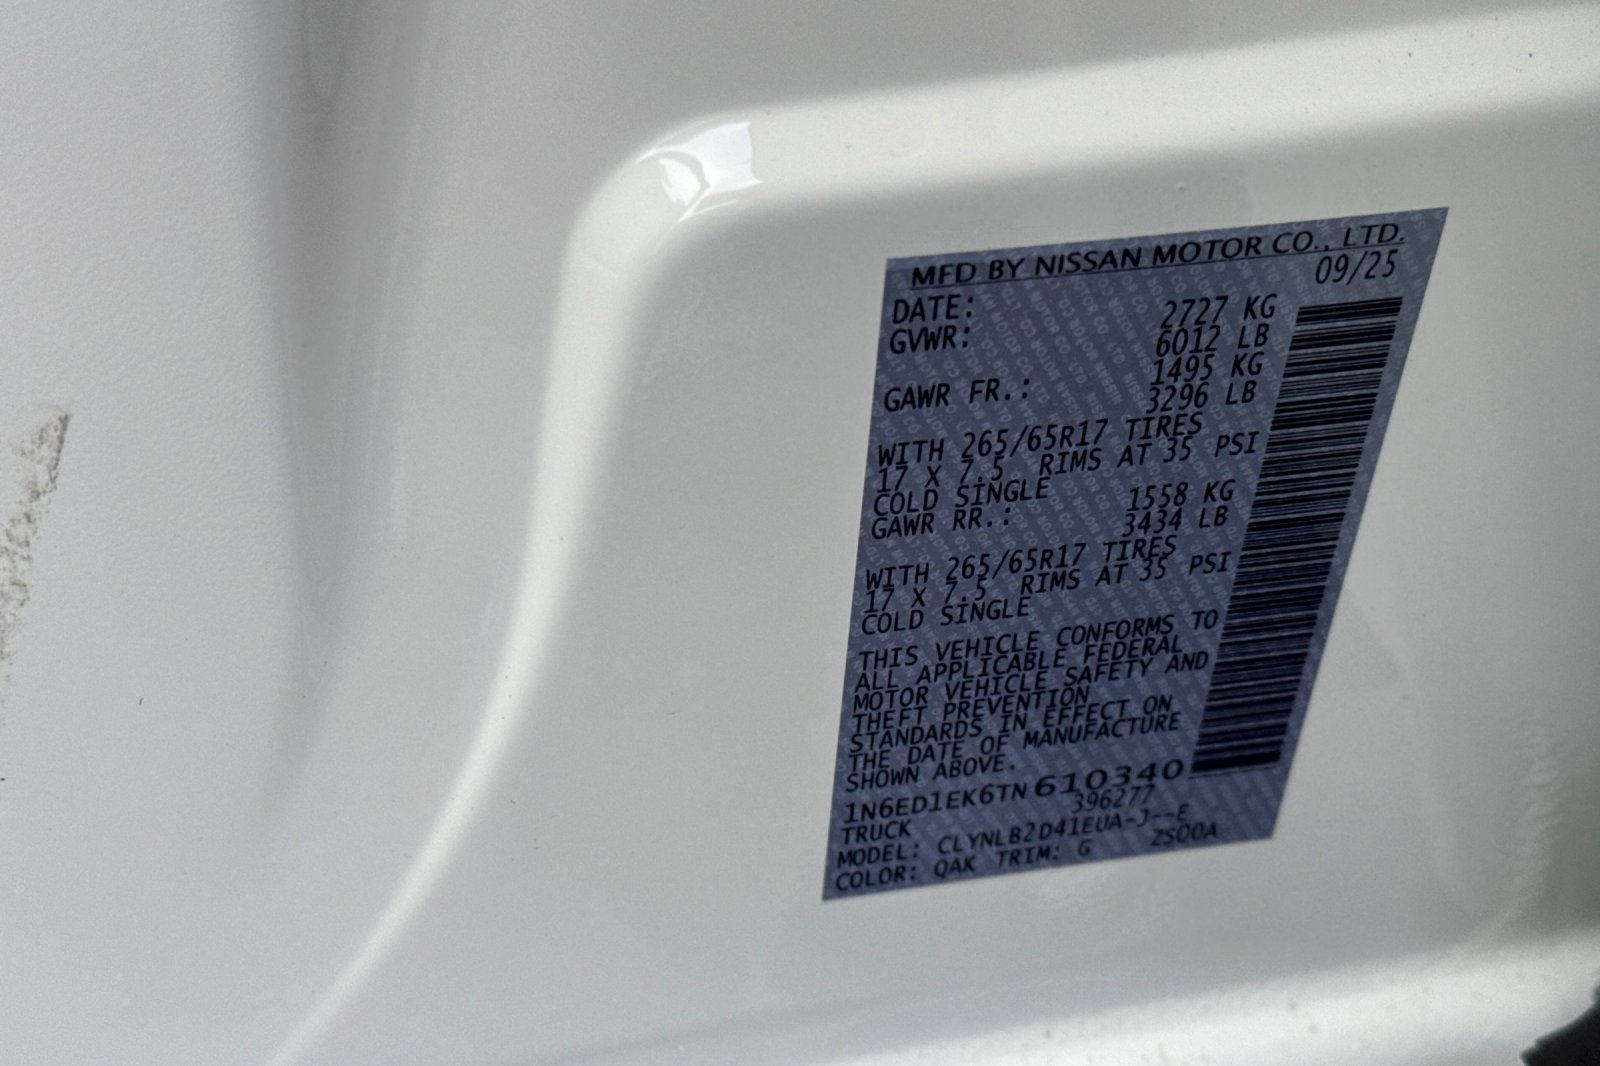 MFD BY NISSAN MOTOR CO., LTD.
DATE: 09/25
GVWR: 2727 KG
6012 LB
GAWR FR.: 1495 KG
3296 LB
WITH 265/65R17 TIRES
17 X 7.5 RIMS AT 35 PSI
COLD SINGLE
GAWR RR.: 1558 KG
3434 LB
WITH 265/65R17 TIRES
17 X 7.5 RIMS AT 35 PSI
COLD SINGLE
THIS VEHICLE CONFORMS TO
ALL APPLICABLE FEDERAL
MOTOR VEHICLE SAFETY AND
THEFT PREVENTION
STANDARDS IN EFFECT ON
THE DATE OF MANUFACTURE
SHOWN ABOVE.
1N6ED1EK6TN610340
TRUCK 396277
MODEL: CLYNLB2D41EUA-J--E
COLOR: QAK TRIM: G ZS00A